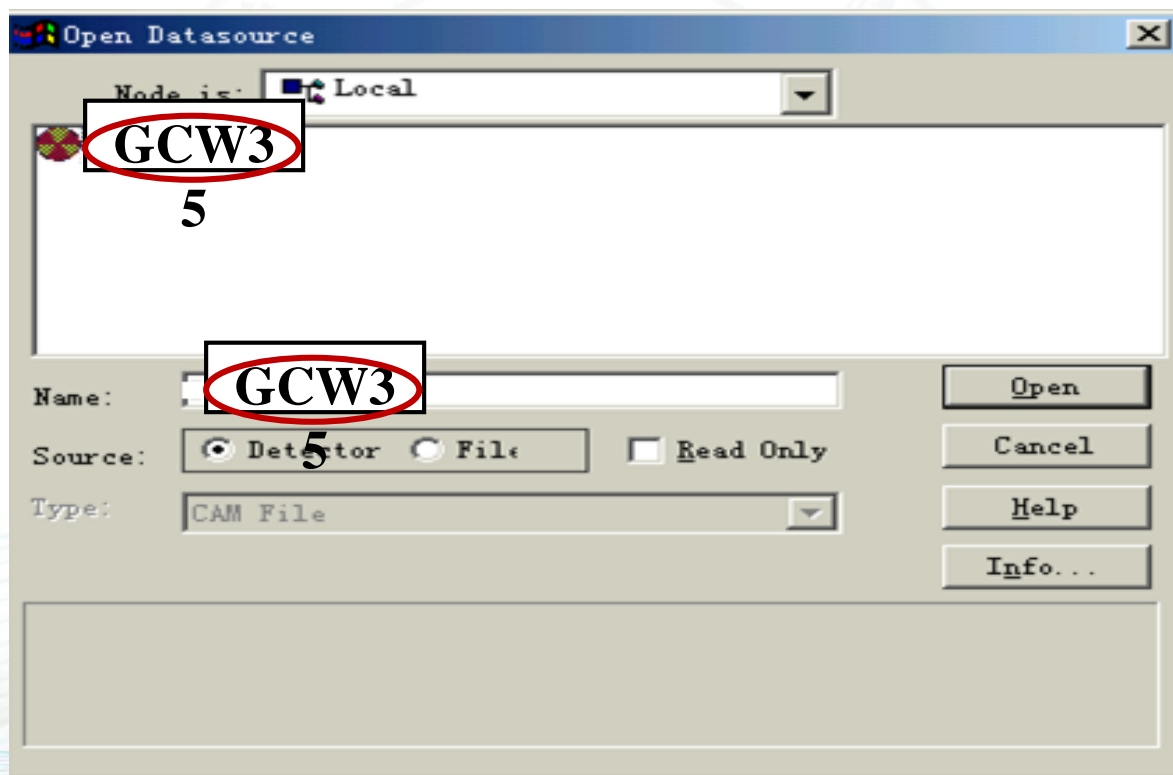 Open Datasource
Node is: Local
GCW3
5
Name: GCW3
5
Open
Source: Detector File Read Only
Cancel
Type: CAM File
Help
Info...